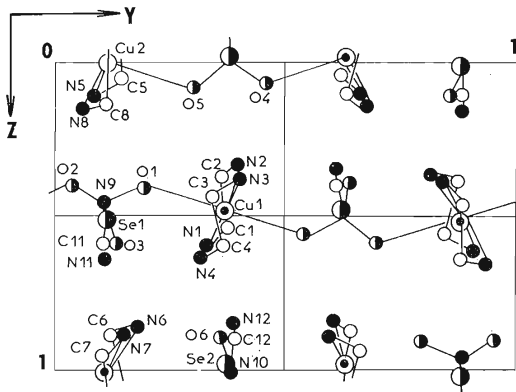 Y
0
1
Cu2
N5
C5
N8
C8
O5
O4
Z
O2
O1
C2
N2
N9
C3
N3
Cu1
Se1
C11
O3
N1
C1
C4
N11
N4
C6
N6
O6
N12
C7
N7
C12
Se2
N10
1